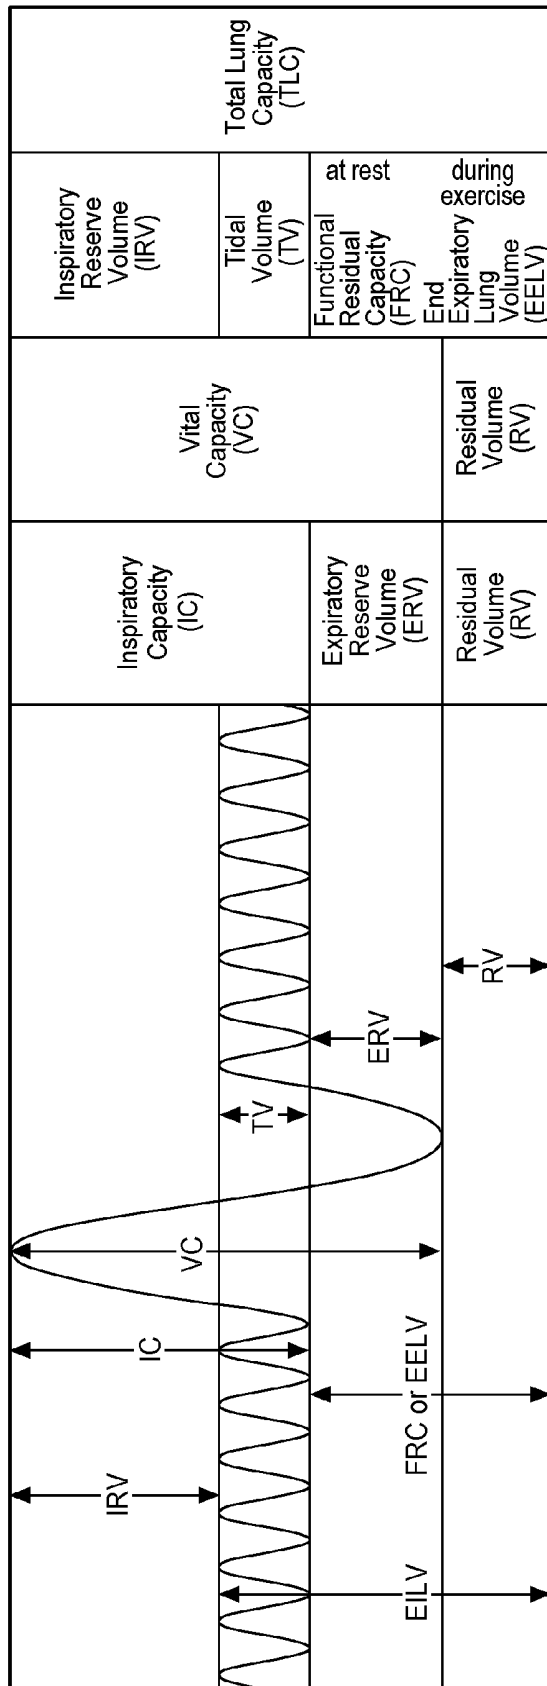 IRV
IC
VC
TV
ERV
RV
EILV
FRC or EELV
Inspiratory
Capacity
(IC)
Expiratory
Reserve
Volume
(ERV)
Residual
Volume
(RV)
Vital
Capacity
(VC)
Residual
Volume
(RV)
Inspiratory
Reserve
Volume
(IRV)
Tidal
Volume
(TV)
Functional
Residual
Capacity
(FRC)
at rest
End
Expiratory
Lung
Volume
(EELV)
during
exercise
Total Lung
Capacity
(TLC)